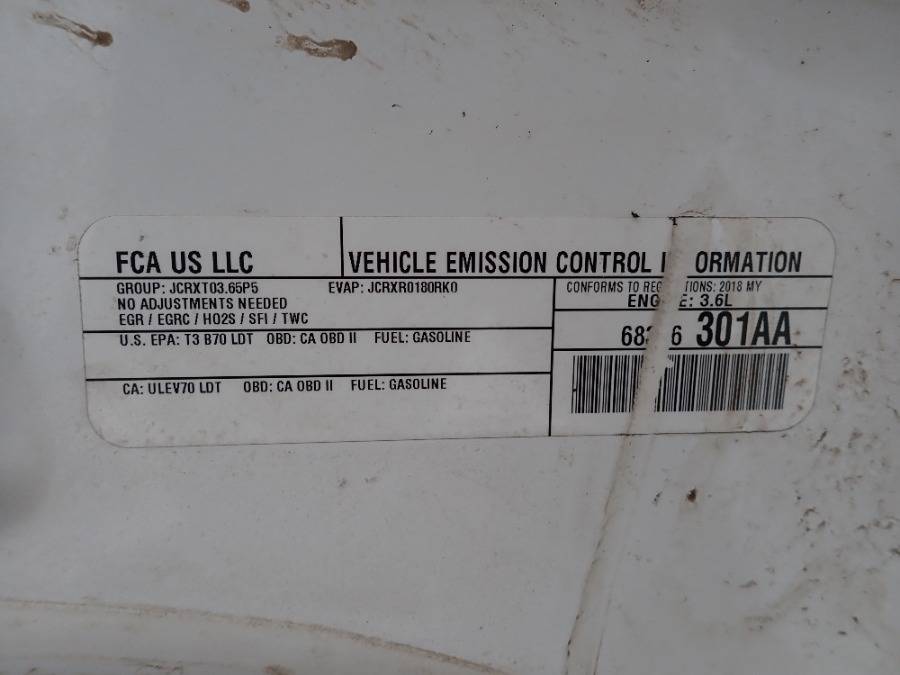 FCA US LLC
VEHICLE EMISSION CONTROL
GROUP: JCRXT03.65P5 EVAP: JCRXR0180RK0
NO ADJUSTMENTS NEEDED
EGR / EGRC / HO2S / SFI / TWC
CONFORMS TO 2018 MY
3.6L
U.S. EPA: T3 B70 LDT OBD: CA OBD II FUEL: GASOLINE
301AA
CA: ULEV70 LDT OBD: CA OBD II FUEL: GASOLINE